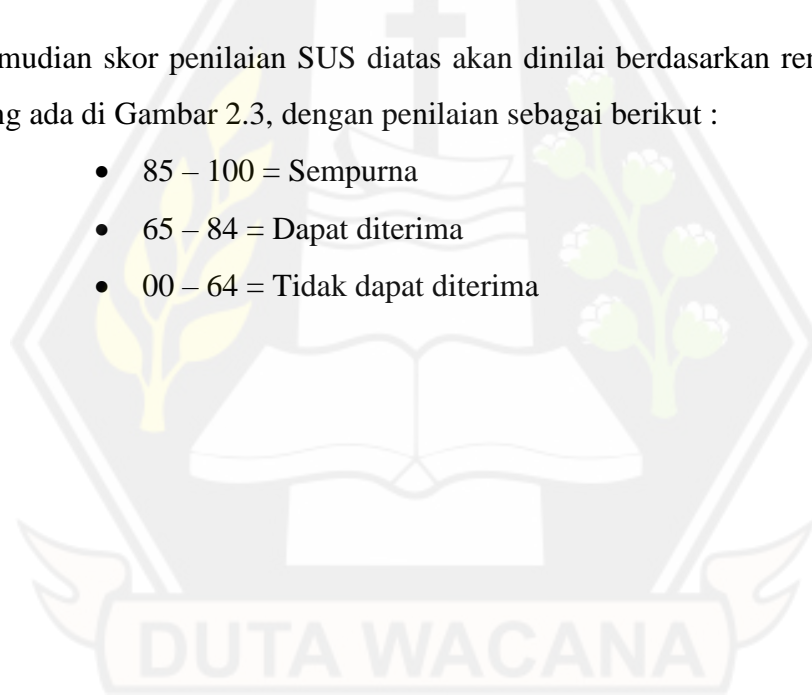 mudian skor penilaian SUS diatas akan dinilai berdasarkan
ng ada di Gambar 2.3, dengan penilaian sebagai berikut :
• 85 – 100 = Sempurna
• 65 – 84 = Dapat diterima
• 00 – 64 = Tidak dapat diterima
DUTA WACANA